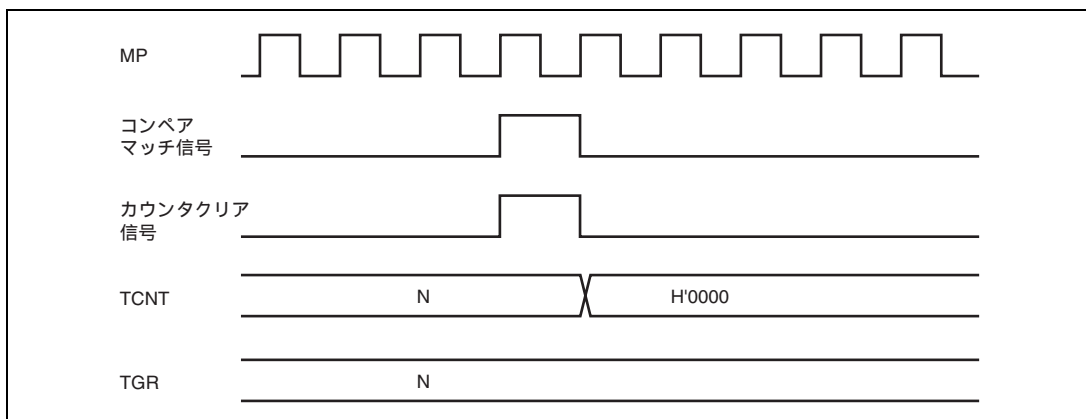 MP
コンペア
マッチ信号
カウンタクリア
信号
TCNT N H'0000
TGR N